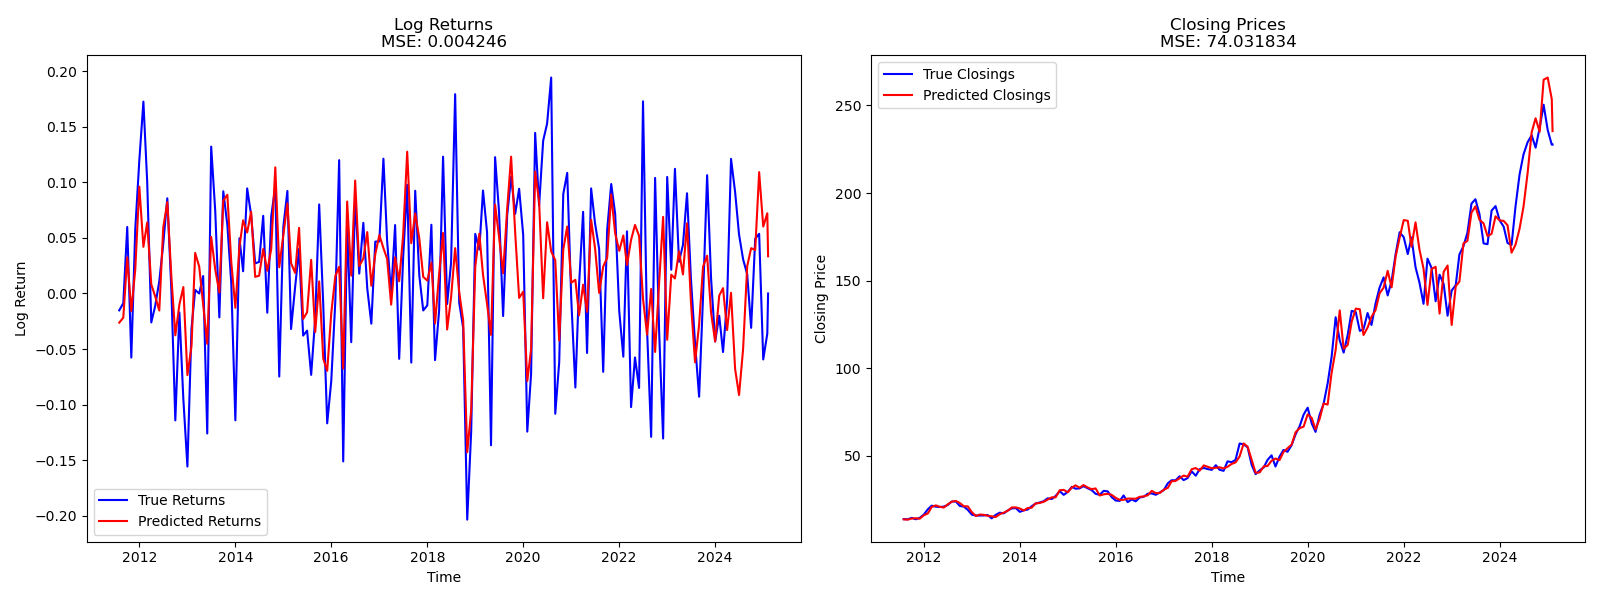 Log Returns
MSE: 0.004246
0.20
0.15
0.10
0.05
0.00
−0.05
−0.10
−0.15
−0.20
Log Return
True Returns
Predicted Returns
2012 2014 2016 2018 2020 2022 2024
Time
Closing Prices
MSE: 74.031834
True Closings
Predicted Closings
250
200
150
100
50
Closing Price
2012 2014 2016 2018 2020 2022 2024
Time